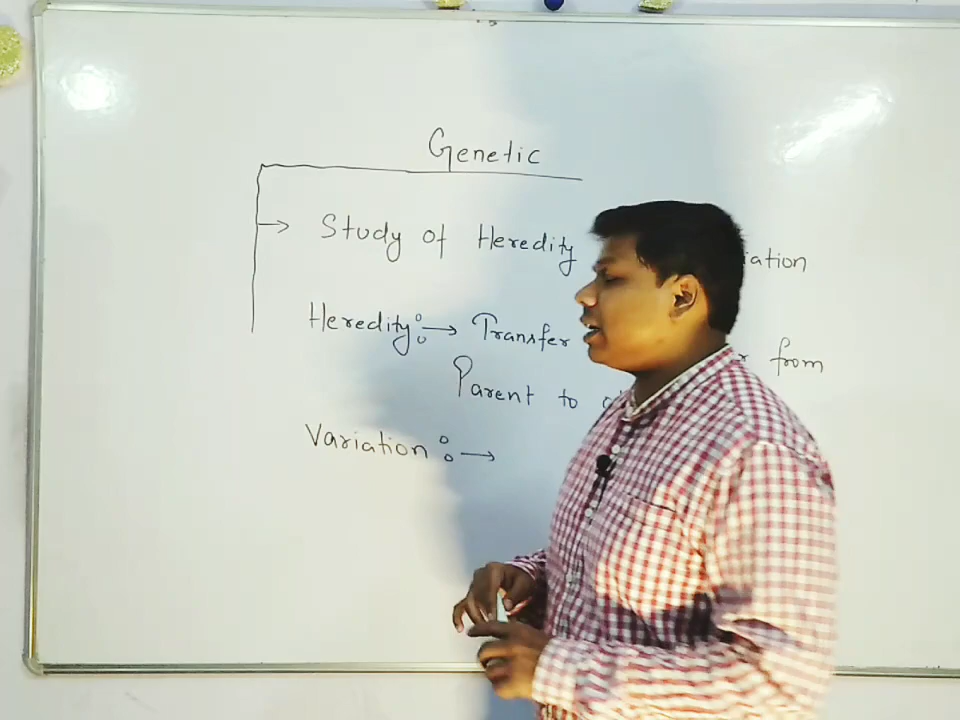 Genetic
→ Study of Heredity iation
Heredity:→ Transfer r from
Parent to o
Variation :→